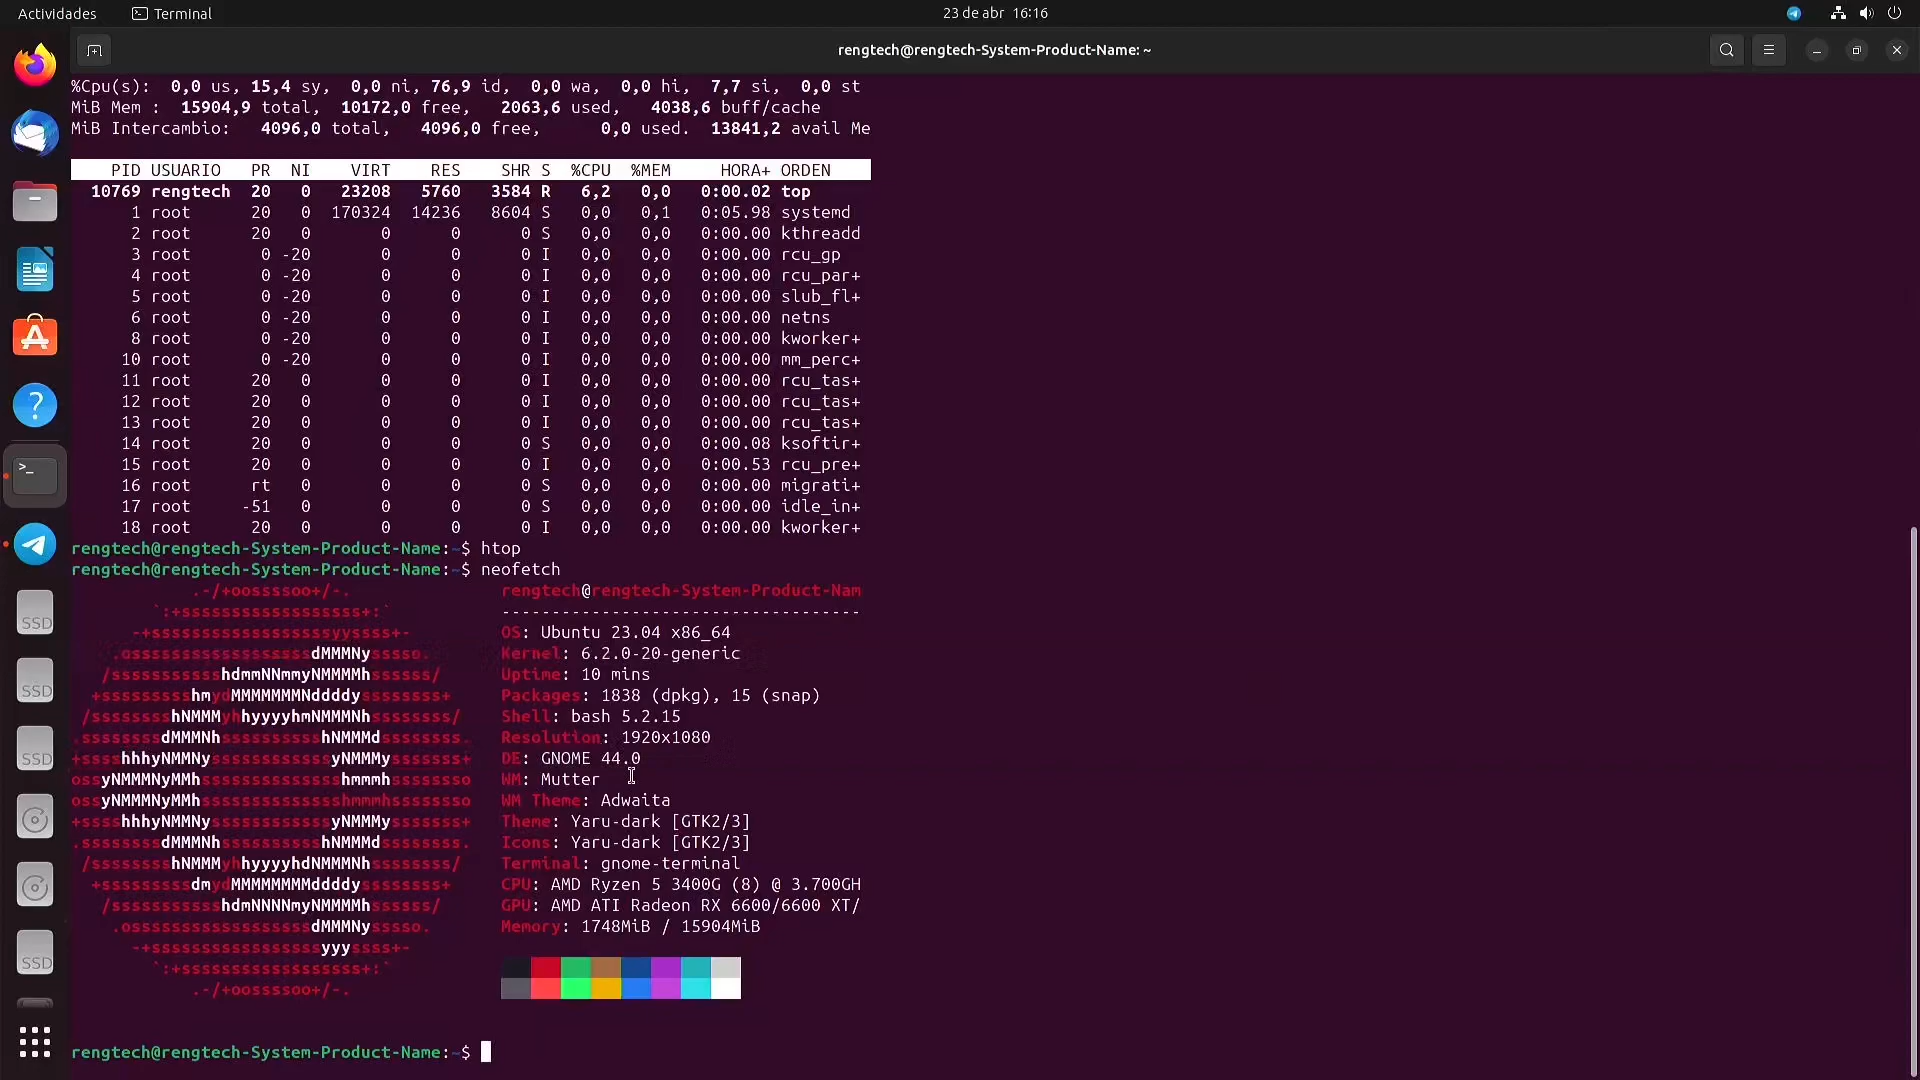 Actividades Terminal 23 de abr 16:16
rengtech@rengtech-System-Product-Name: ~
%Cpu(s):  0,0 us, 15,4 sy,  0,0 ni, 76,9 id,  0,0 wa,  0,0 hi,  7,7 si,  0,0 st
MiB Mem :  15904,9 total,  10172,0 free,   2063,6 used,   4038,6 buff/cache
MiB Intercambio:   4096,0 total,   4096,0 free,      0,0 used.  13841,2 avail Me
PID USUARIO   PR  NI    VIRT    RES    SHR S  %CPU  %MEM     HORA+ ORDEN
10769 rengtech  20   0   23208   5760   3584 R   6,2   0,0   0:00.02 top
1 root      20   0  170324  14236   8604 S   0,0   0,1   0:05.98 systemd
2 root      20   0       0      0      0 S   0,0   0,0   0:00.00 kthreadd
3 root       0 -20       0      0      0 I   0,0   0,0   0:00.00 rcu_gp
4 root       0 -20       0      0      0 I   0,0   0,0   0:00.00 rcu_par+
5 root       0 -20       0      0      0 I   0,0   0,0   0:00.00 slub_fl+
6 root       0 -20       0      0      0 I   0,0   0,0   0:00.00 netns
8 root       0 -20       0      0      0 I   0,0   0,0   0:00.00 kworker+
10 root       0 -20       0      0      0 I   0,0   0,0   0:00.00 mm_perc+
11 root      20   0       0      0      0 I   0,0   0,0   0:00.00 rcu_tas+
12 root      20   0       0      0      0 I   0,0   0,0   0:00.00 rcu_tas+
13 root      20   0       0      0      0 I   0,0   0,0   0:00.00 rcu_tas+
14 root      20   0       0      0      0 S   0,0   0,0   0:00.08 ksoftir+
15 root      20   0       0      0      0 I   0,0   0,0   0:00.53 rcu_pre+
16 root      rt   0       0      0      0 S   0,0   0,0   0:00.00 migrati+
17 root     -51   0       0      0      0 S   0,0   0,0   0:00.00 idle_in+
18 root      20   0       0      0      0 I   0,0   0,0   0:00.00 kworker+
rengtech@rengtech-System-Product-Name:~$ htop
rengtech@rengtech-System-Product-Name:~$ neofetch
.-/+oossssoo+/-. rengtech@rengtech-System-Product-Nam
`:+ssssssssssssssssss+:` ------------------------------------
-+ssssssssssssssssssyyssss+- OS: Ubuntu 23.04 x86_64
.ossssssssssssssssssdMMMNysssso. Kernel: 6.2.0-20-generic
/ssssssssssshdmmNNmmyNMMMMhssssss/ Uptime: 10 mins
+ssssssssshmydMMMMMMMNddddyssssssss+ Packages: 1838 (dpkg), 15 (snap)
/sssssssshNMMMyhhyyyyhmNMMMNhssssssss/ Shell: bash 5.2.15
.ssssssssdMMMNhsssssssssshNMMMdssssssss. Resolution: 1920x1080
+sssshhhyNMMNyssssssssssssyNMMMysssssss+ DE: GNOME 44.0
ossyNMMMNyMMhsssssssssssssshmmmhssssssso WM: Mutter
ossyNMMMNyMMhsssssssssssssshmmmhssssssso WM Theme: Adwaita
+sssshhhyNMMNyssssssssssssyNMMMysssssss+ Theme: Yaru-dark [GTK2/3]
.ssssssssdMMMNhsssssssssshNMMMdssssssss. Icons: Yaru-dark [GTK2/3]
/sssssssshNMMMyhhyyyyhdNMMMNhssssssss/ Terminal: gnome-terminal
+sssssssssdmydMMMMMMMMddddyssssssss+ CPU: AMD Ryzen 5 3400G (8) @ 3.700GH
/ssssssssssshdmNNNNmyNMMMMhssssss/ GPU: AMD ATI Radeon RX 6600/6600 XT/
.ossssssssssssssssssdMMMNysssso. Memory: 1748MiB / 15904MiB
-+sssssssssssssssssyyyssss+-
`:+ssssssssssssssssss+:`
.-/+oossssoo+/-.
rengtech@rengtech-System-Product-Name:~$
SSD
SSD
SSD
SSD